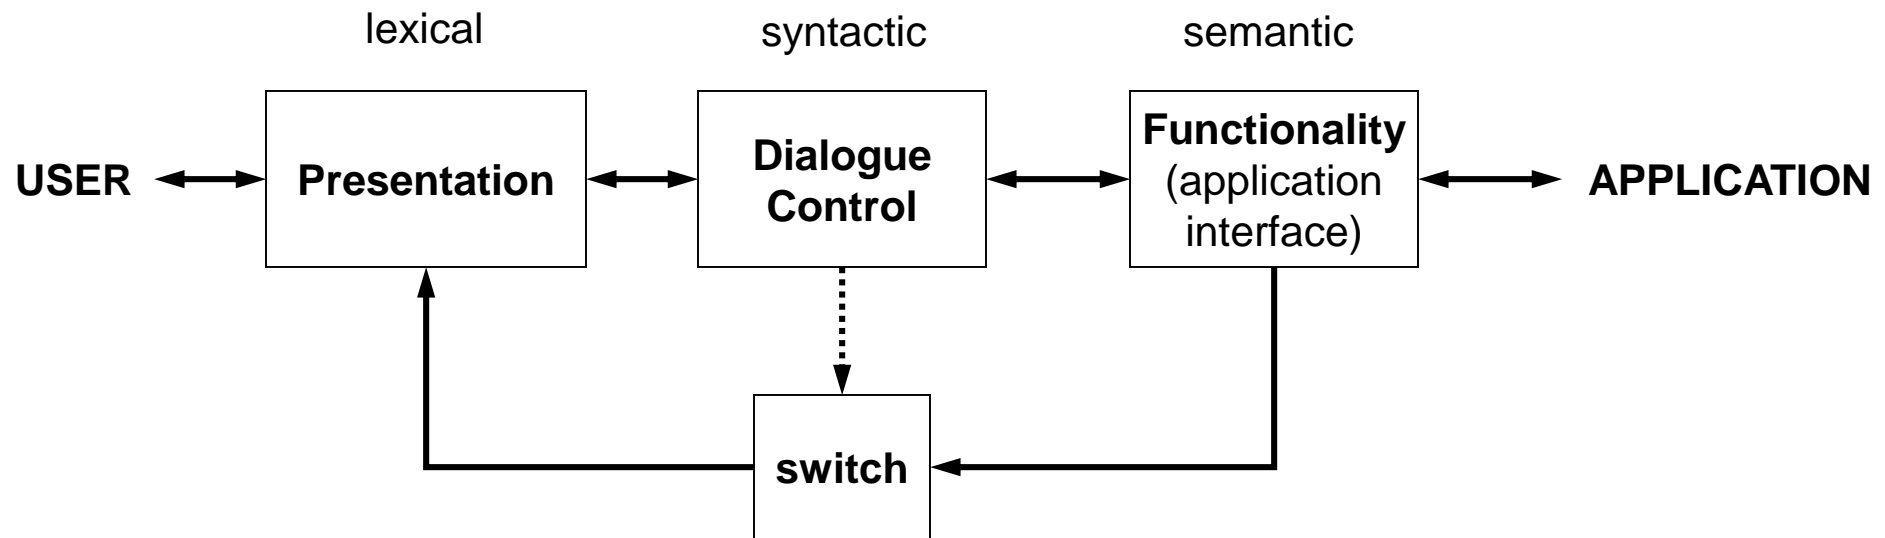 lexical
syntactic
semantic
USER
Presentation
Dialogue
Control
Functionality
(application
interface)
APPLICATION
switch